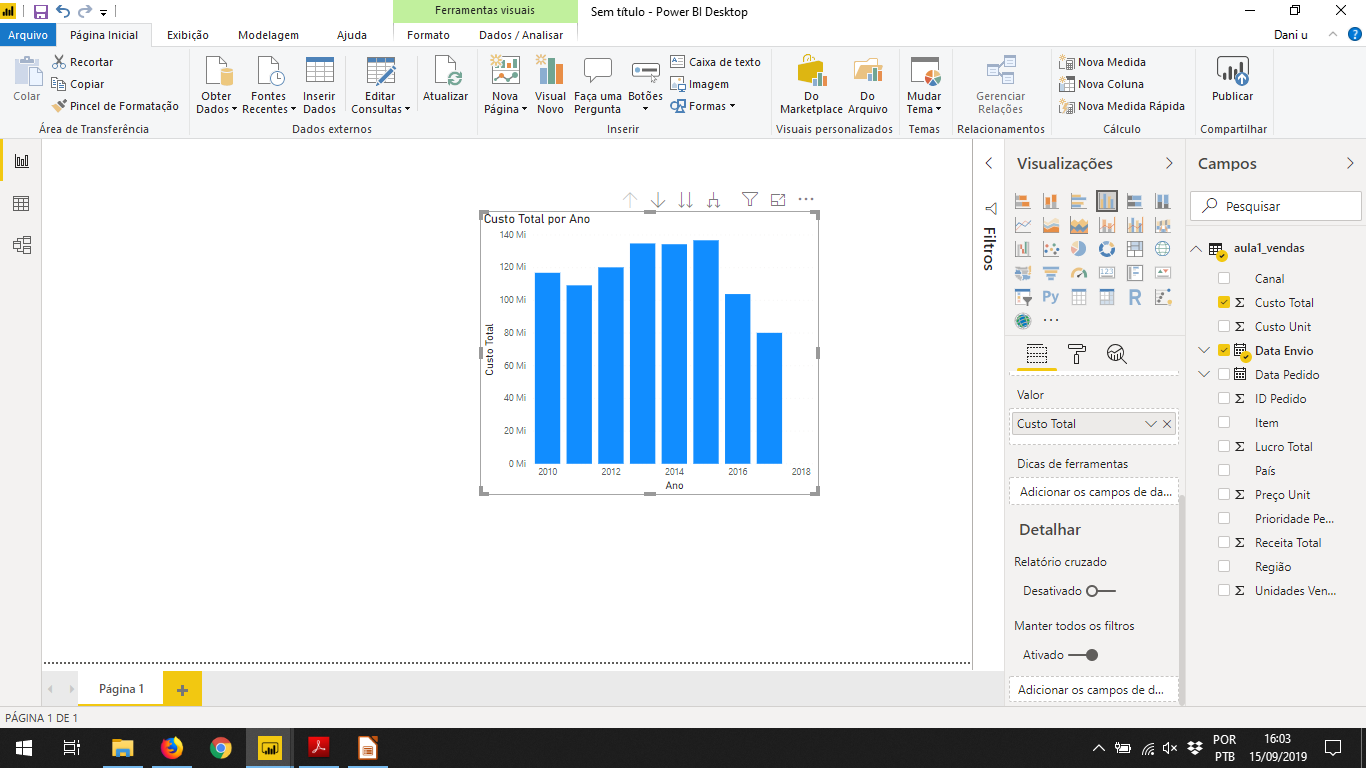 Ferramentas visuais
Sem título - Power BI Desktop
Arquivo
Página Inicial
Exibição
Modelagem
Ajuda
Formato
Dados / Analisar
Dani u
Colar
Recortar
Copiar
Pincel de Formatação
Área de Transferência
Obter
Dados
Fontes
Recentes
Inserir
Dados
Editar
Consultas
Atualizar
Dados externos
Nova
Página
Visual
Novo
Faça uma
Pergunta
Botões
Caixa de texto
Imagem
Formas
Inserir
Do
Marketplace
Do
Arquivo
Visuais personalizados
Mudar
Tema
Temas
Gerenciar
Relações
Relacionamentos
Nova Medida
Nova Coluna
Nova Medida Rápida
Cálculo
Publicar
Compartilhar
Custo Total por Ano
140 Mi
120 Mi
100 Mi
80 Mi
60 Mi
40 Mi
20 Mi
0 Mi
Custo Total
2010
2012
2014
2016
2018
Ano
Filtros
Visualizações
123
Py
R
Valor
Custo Total
Dicas de ferramentas
Adicionar os campos de da...
Detalhar
Relatório cruzado
Desativado
Manter todos os filtros
Ativado
Adicionar os campos de d...
Campos
Pesquisar
aula1_vendas
Canal
Σ Custo Total
Σ Custo Unit
Data Envio
Data Pedido
Σ ID Pedido
Item
Σ Lucro Total
País
Σ Preço Unit
Prioridade Pe...
Σ Receita Total
Região
Σ Unidades Ven...
Página 1
PÁGINA 1 DE 1
POR
PTB
16:03
15/09/2019